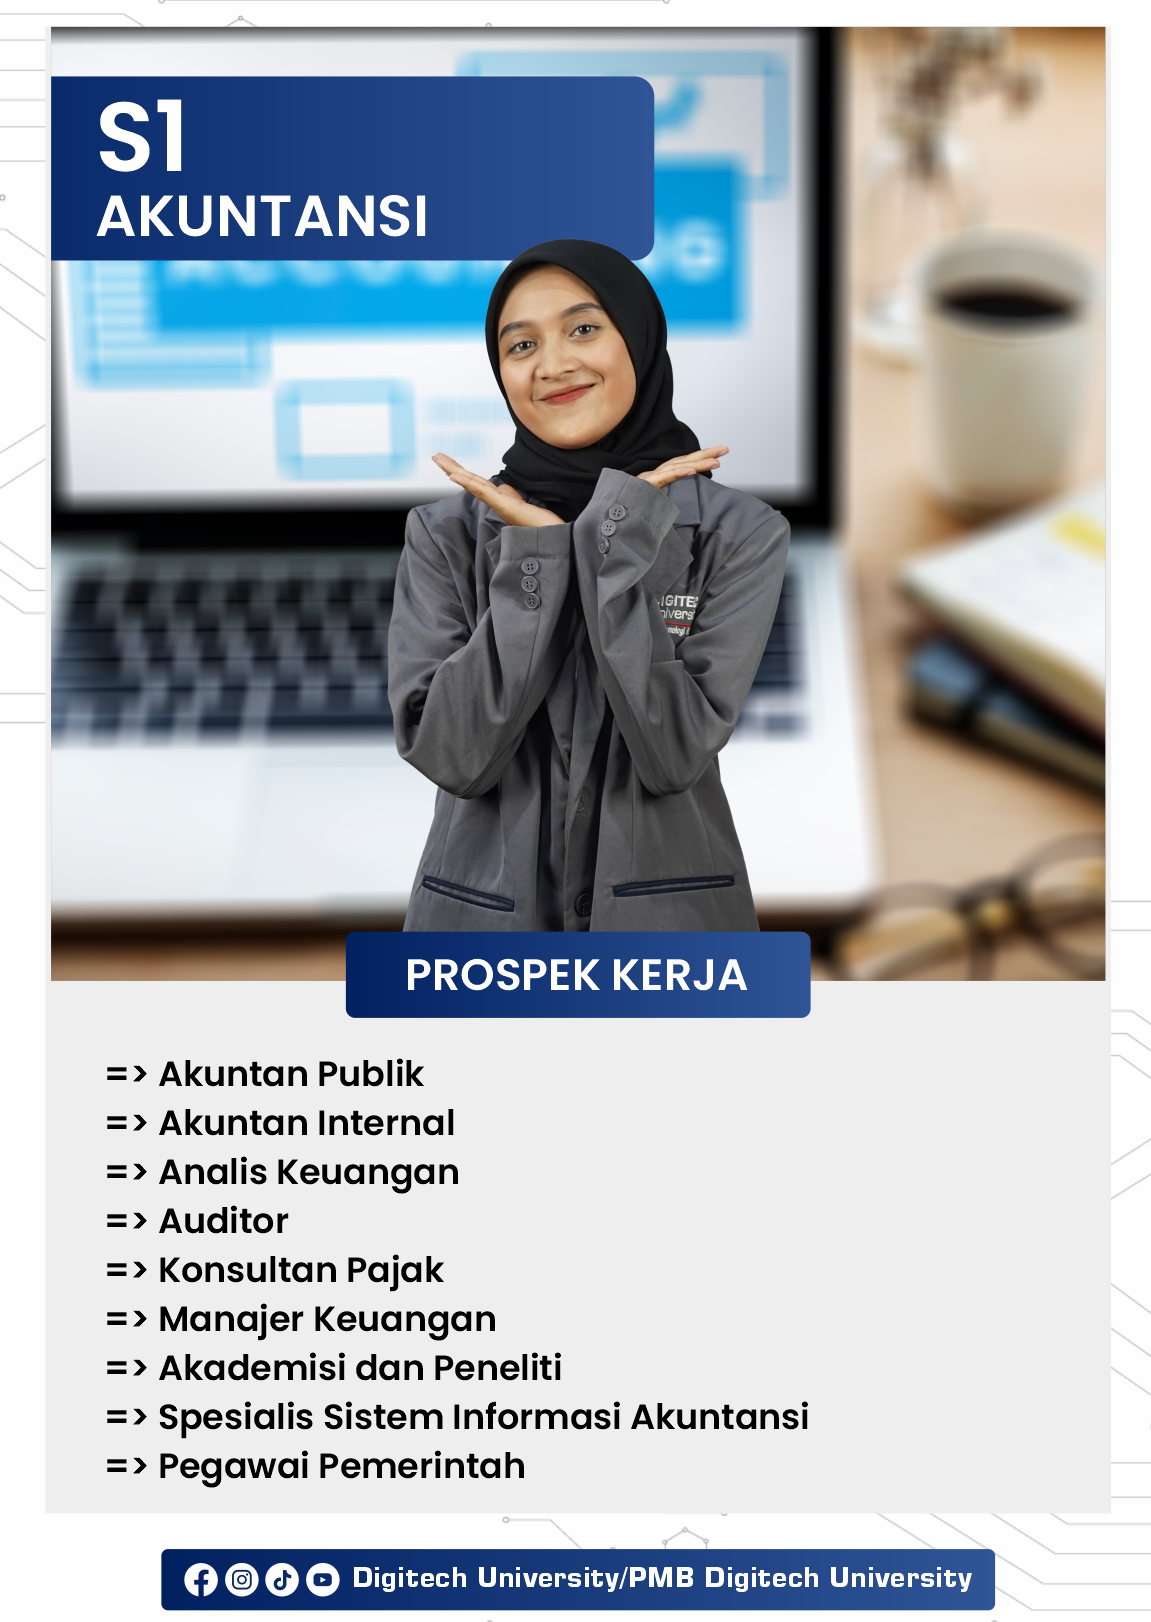 S1
AKUNTANSI
PROSPEK KERJA
=> Akuntan Publik
=> Akuntan Internal
=> Analis Keuangan
=> Auditor
=> Konsultan Pajak
=> Manajer Keuangan
=> Akademisi dan Peneliti
=> Spesialis Sistem Informasi Akuntansi
=> Pegawai Pemerintah
Digitech University/PMB Digitech University